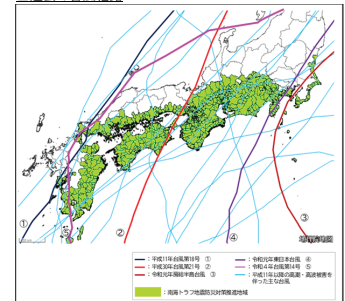 ①
②
④
③
：平成11年台風第18号 ①
：平成30年台風第21号 ②
：令和元年房総半島台風 ③
：令和元年東日本台風 ④
：令和4年台風第14号 ⑤
：平成11年以降の高潮・高波被害を
伴った主な台風
：南海トラフ地震防災対策推進地域